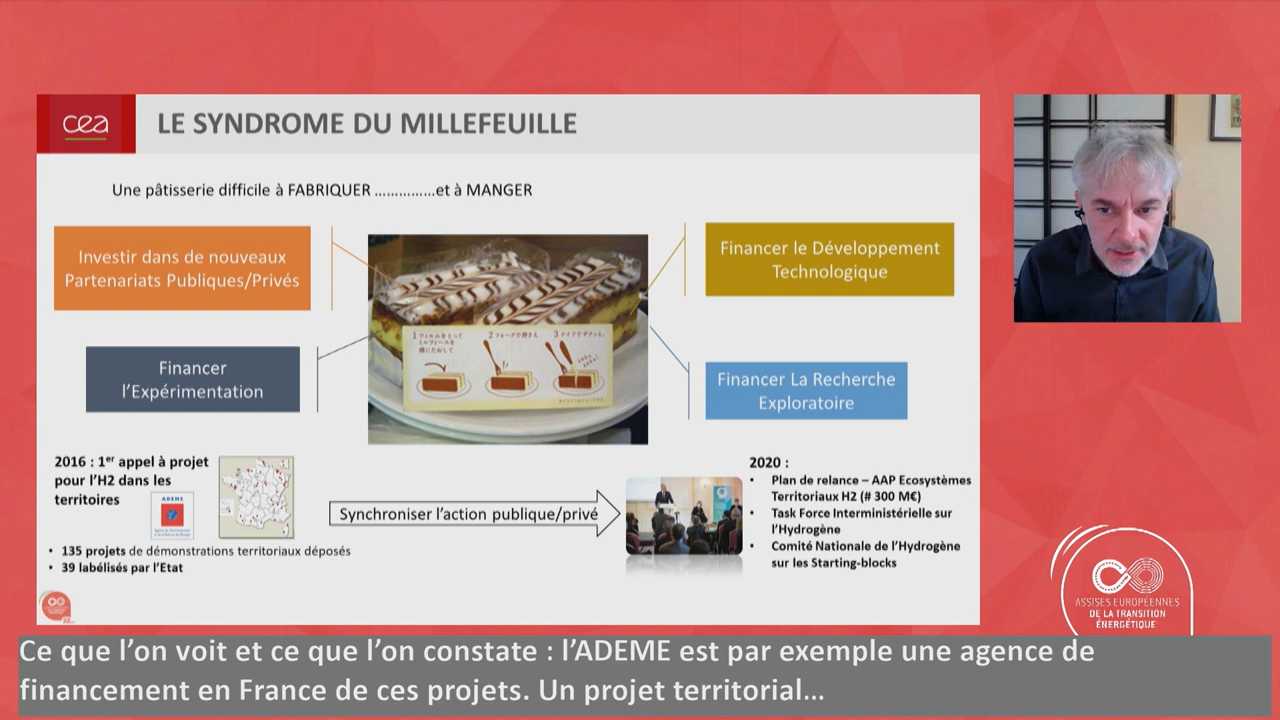 cea
LE SYNDROME DU MILLEFEUILLE
Une pâtisserie difficile à FABRIQUER ……………et à MANGER
Investir dans de nouveaux
Partenariats Publiques/Privés
Financer le Développement
Technologique
Financer
l'Expérimentation
Financer La Recherche
Exploratoire
2016 : 1er appel à projet
pour l'H2 dans les
territoires
ADEME
• 135 projets de démonstrations territoriaux déposés
• 39 labélisés par l'Etat
Synchroniser l'action publique/privé
2020 :
• Plan de relance – AAP Ecosystèmes
Territoriaux H2 (# 300 M€)
• Task Force Interministérielle sur
l'Hydrogène
• Comité Nationale de l'Hydrogène
sur les Starting-blocks
ASSISES EUROPÉENNES
DE LA TRANSITION
ÉNERGÉTIQUE
Ce que l'on voit et ce que l'on constate : l'ADEME est par exemple une agence de
financement en France de ces projets. Un projet territorial...